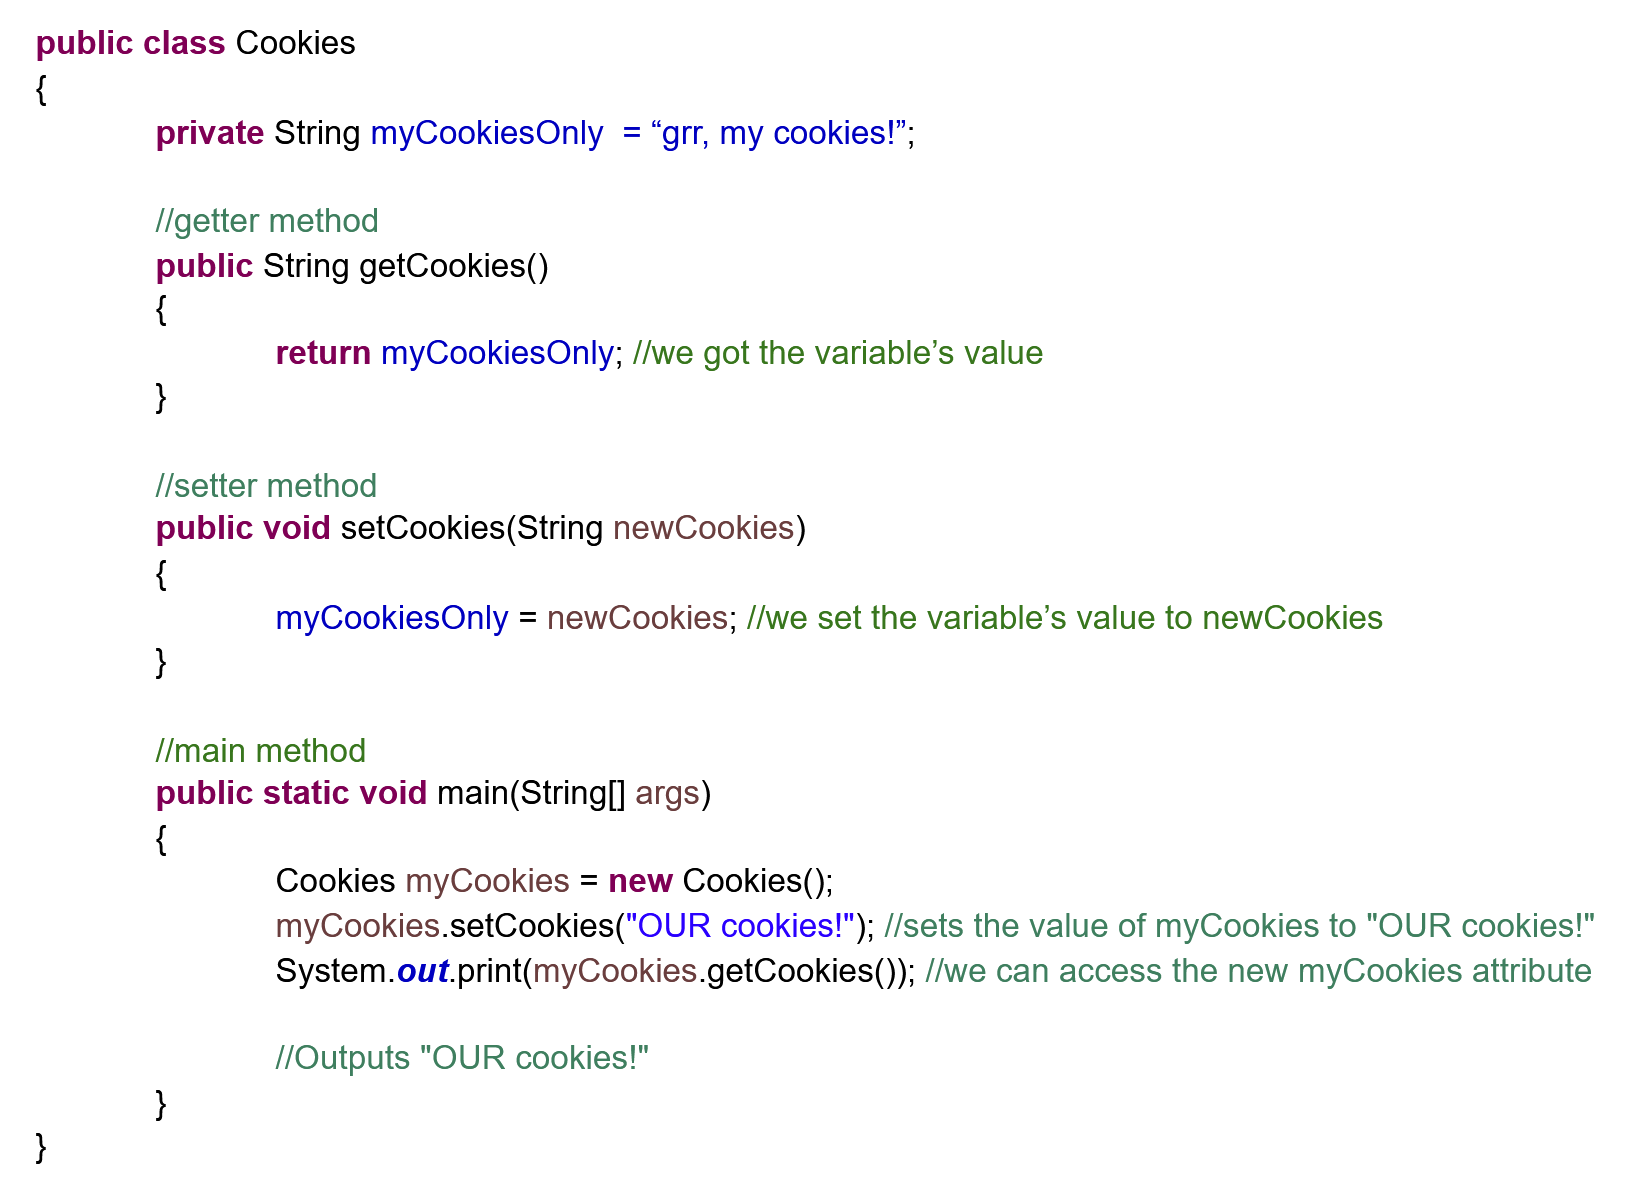 public class Cookies
{
private String myCookiesOnly  = “grr, my cookies!”;
//getter method
public String getCookies()
{
return myCookiesOnly; //we got the variable’s value
}
//setter method
public void setCookies(String newCookies)
{
myCookiesOnly = newCookies; //we set the variable’s value to newCookies
}
//main method
public static void main(String[] args)
{
Cookies myCookies = new Cookies();
myCookies.setCookies("OUR cookies!"); //sets the value of myCookies to "OUR cookies!"
System.out.print(myCookies.getCookies()); //we can access the new myCookies attribute
//Outputs "OUR cookies!"
}
}